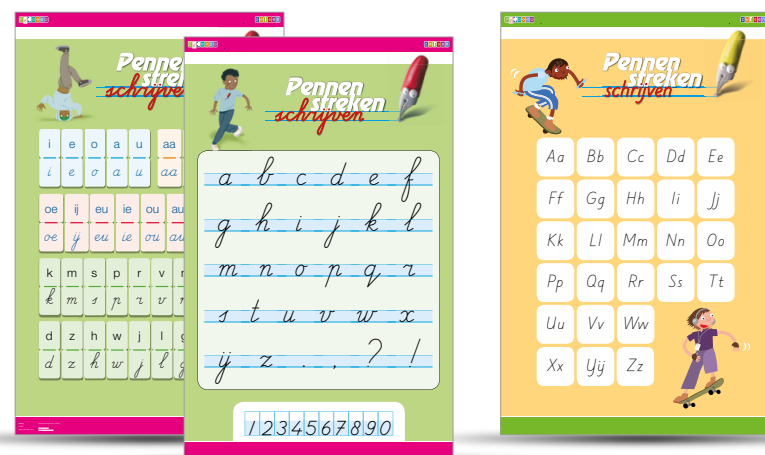 Pennen
strek
schrijve
i e o a u aa
i e o a u aa
oe ij eu ie ou au
oe ij eu ie ou au
k m s p r v
k m s p r v
d z h w j l
d z h w j l
Pennen
streken
schrijven
a b c d e f
g h i j k l
m n o p q r
s t u v w x
ij z . , ? !
1 2 3 4 5 6 7 8 9 0
Pennen
streken
schrijven
Aa Bb Cc Dd Ee
Ff Gg Hh Ii Jj
Kk Ll Mm Nn Oo
Pp Qq Rr Ss Tt
Uu Vv Ww
Xx Yij Zz